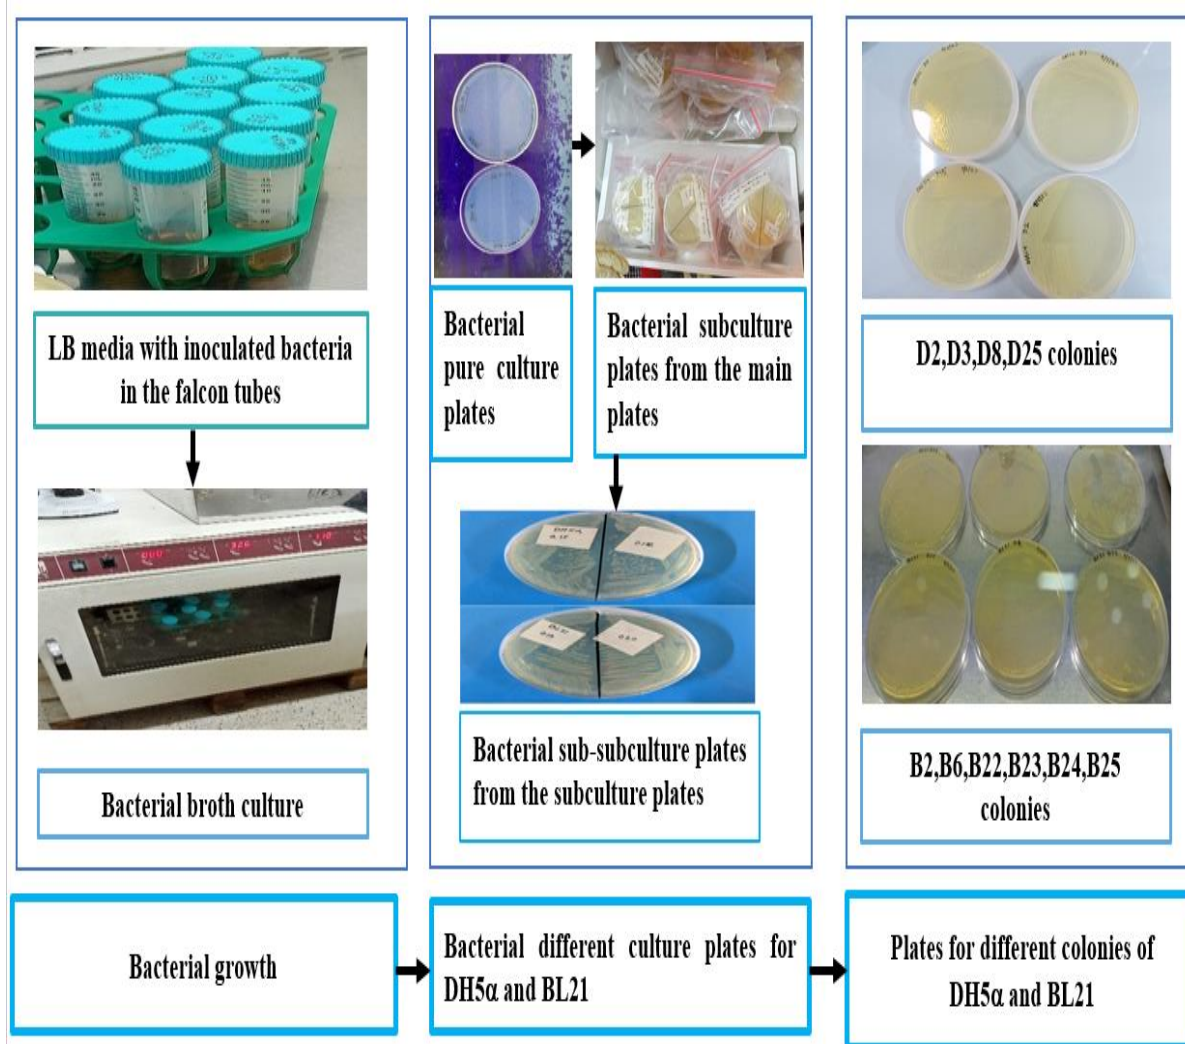 LB media with inoculated bacteria
in the falcon tubes
Bacterial broth culture
Bacterial
pure culture
plates
Bacterial subculture
plates from the main
plates
Bacterial sub-subculture plates
from the subculture plates
D2,D3,D8,D25 colonies
B2,B6,B22,B23,B24,B25
colonies
Bacterial growth
Bacterial different culture plates for
DH5α and BL21
Plates for different colonies of
DH5α and BL21